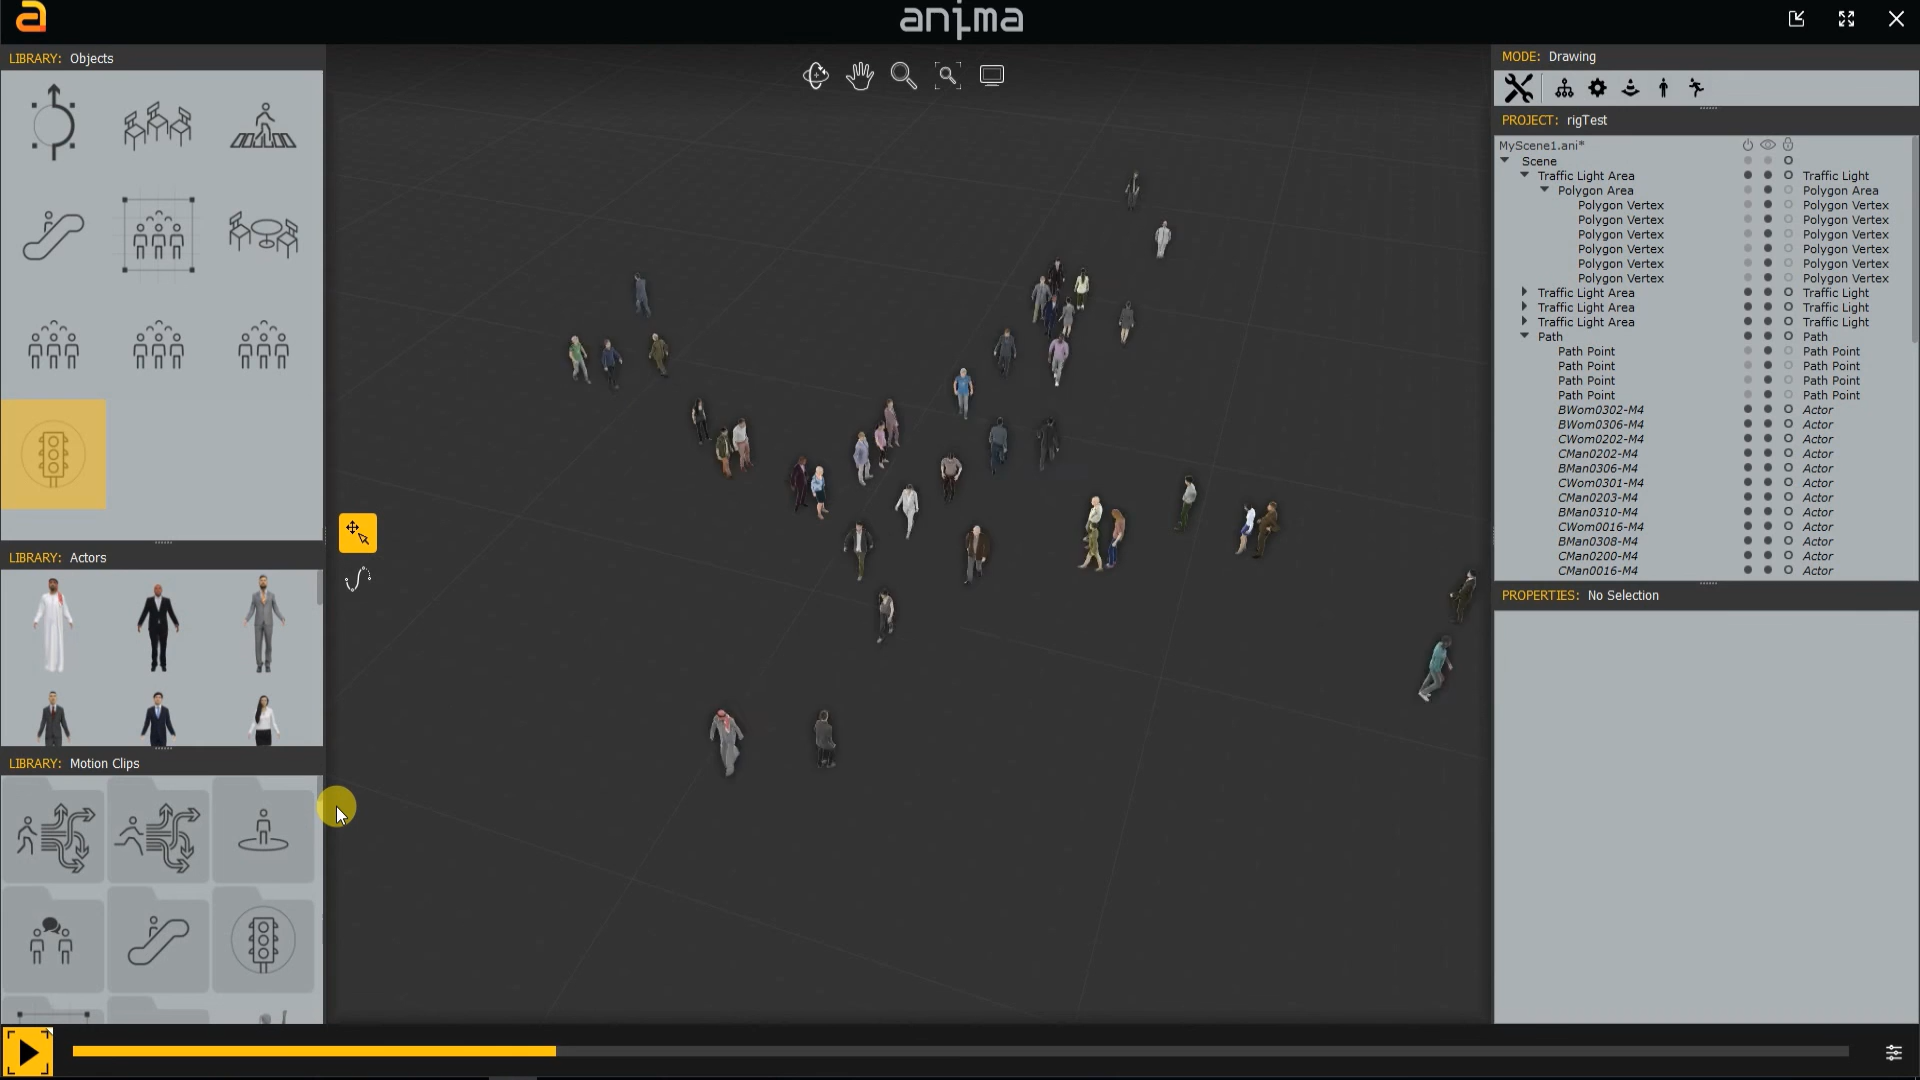 a
anima
LIBRARY: Objects
LIBRARY: Actors
LIBRARY: Motion Clips
MODE: Drawing
PROJECT: rigTest
MyScene1.ani*
Scene
Traffic Light Area Traffic Light
Polygon Area Polygon Area
Polygon Vertex Polygon Vertex
Polygon Vertex Polygon Vertex
Polygon Vertex Polygon Vertex
Polygon Vertex Polygon Vertex
Polygon Vertex Polygon Vertex
Polygon Vertex Polygon Vertex
Traffic Light Area Traffic Light
Traffic Light Area Traffic Light
Traffic Light Area Traffic Light
Path Path
Path Point Path Point
Path Point Path Point
Path Point Path Point
Path Point Path Point
BWom0302-M4 Actor
BWom0306-M4 Actor
CWom0202-M4 Actor
CMan0202-M4 Actor
BMan0306-M4 Actor
CWom0301-M4 Actor
CMan0203-M4 Actor
BMan0310-M4 Actor
CWom0016-M4 Actor
BMan0308-M4 Actor
CMan0200-M4 Actor
CMan0016-M4 Actor
PROPERTIES: No Selection